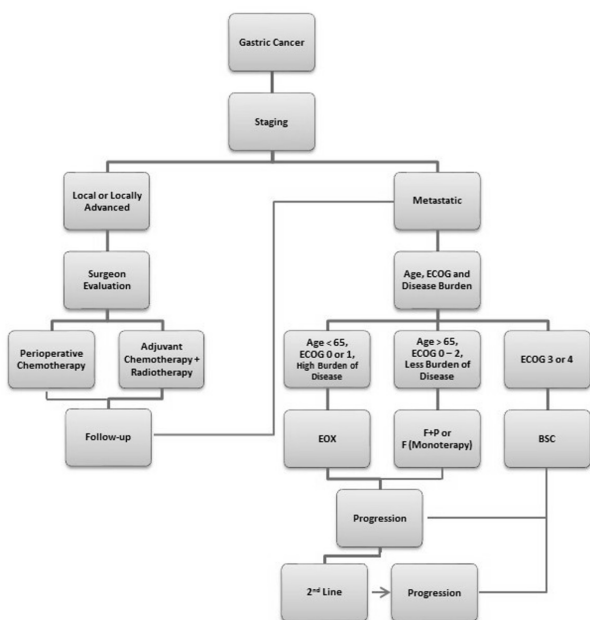 Gastric Cancer
Staging
Local or Locally
Advanced
Metastatic
Surgeon
Evaluation
Age, ECOG and
Disease Burden
Perioperative
Chemotherapy
Adjuvant
Chemotherapy +
Radiotherapy
Age < 65,
ECOG 0 or 1,
High Burden of
Disease
Age > 65,
ECOG 0 – 2,
Less Burden of
Disease
ECOG 3 or 4
Follow-up
EOX
F+P or
F (Monoterapy)
BSC
Progression
2nd Line
Progression